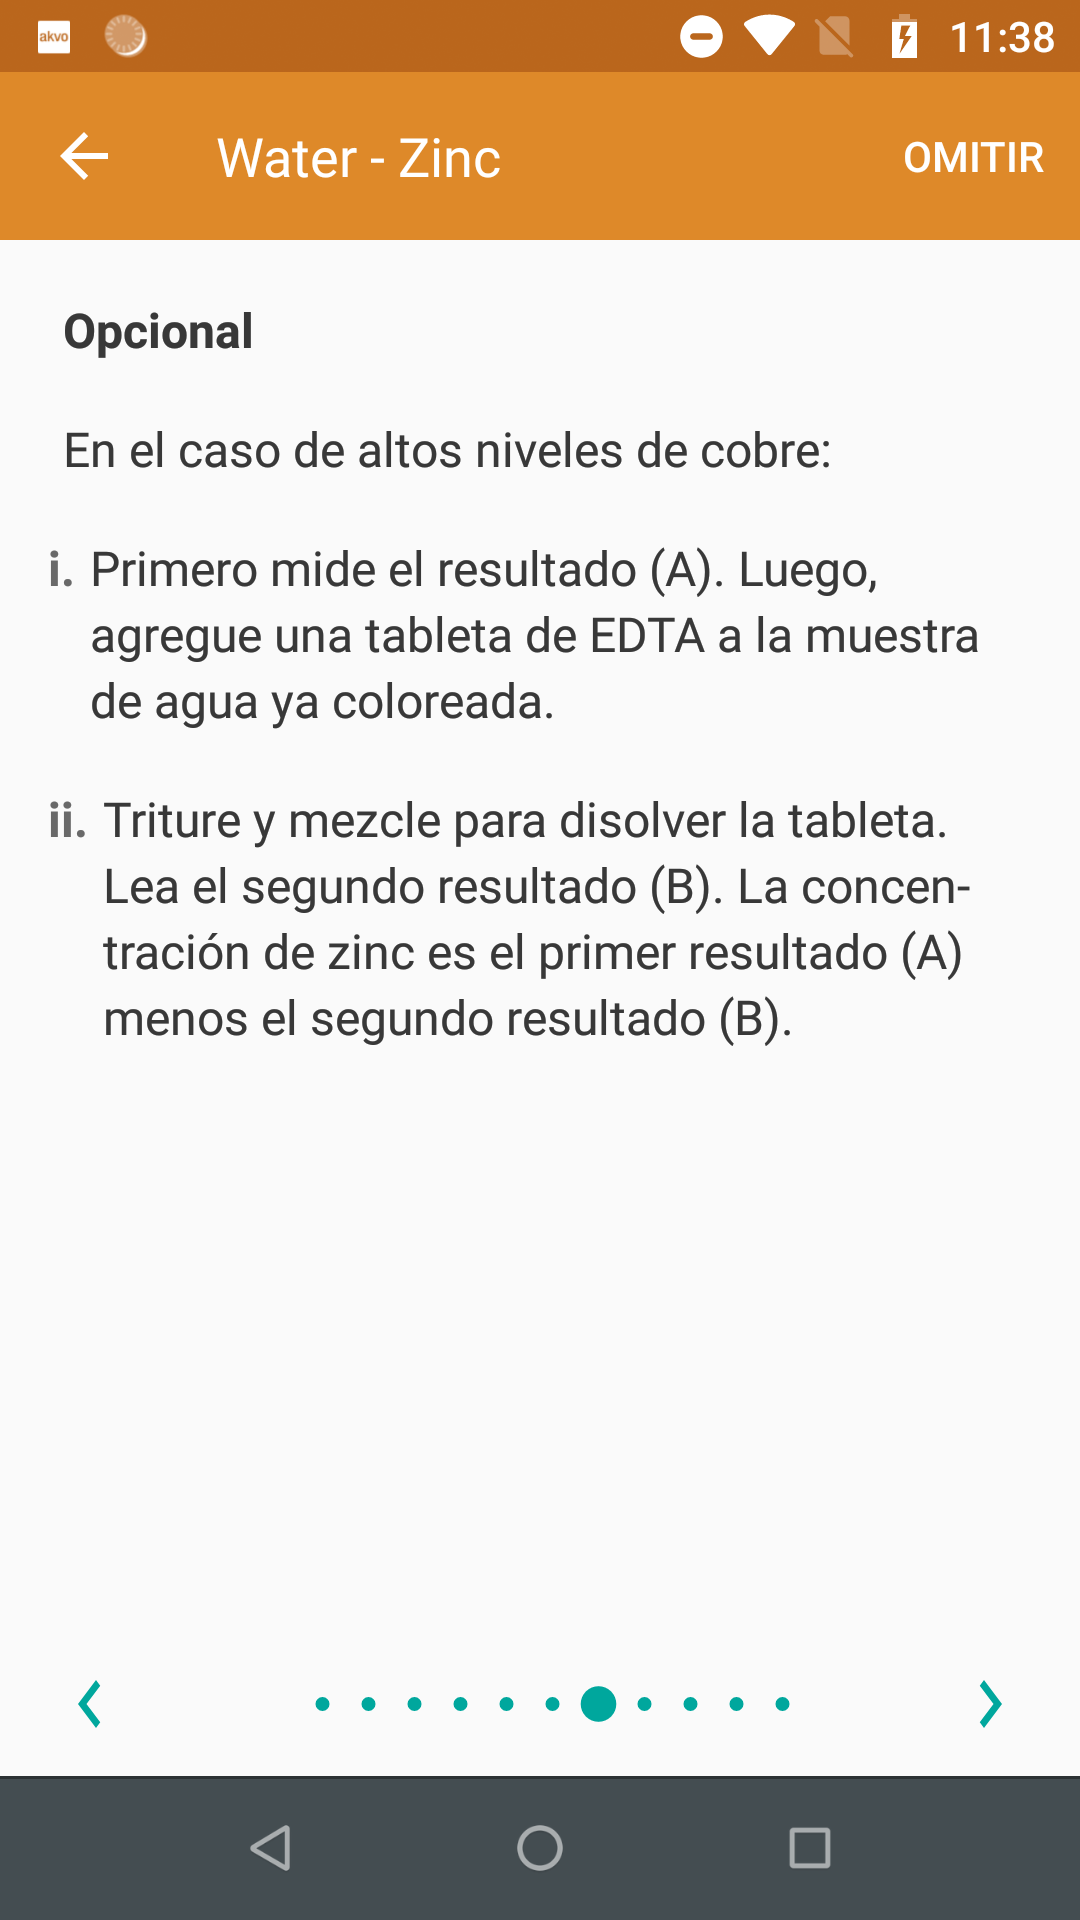 akvo
11:38
Water - Zinc
OMITIR
Opcional
En el caso de altos niveles de cobre:
i. Primero mide el resultado (A). Luego,
agregue una tableta de EDTA a la muestra
de agua ya coloreada.
ii. Triture y mezcle para disolver la tableta.
Lea el segundo resultado (B). La concen-
tración de zinc es el primer resultado (A)
menos el segundo resultado (B).